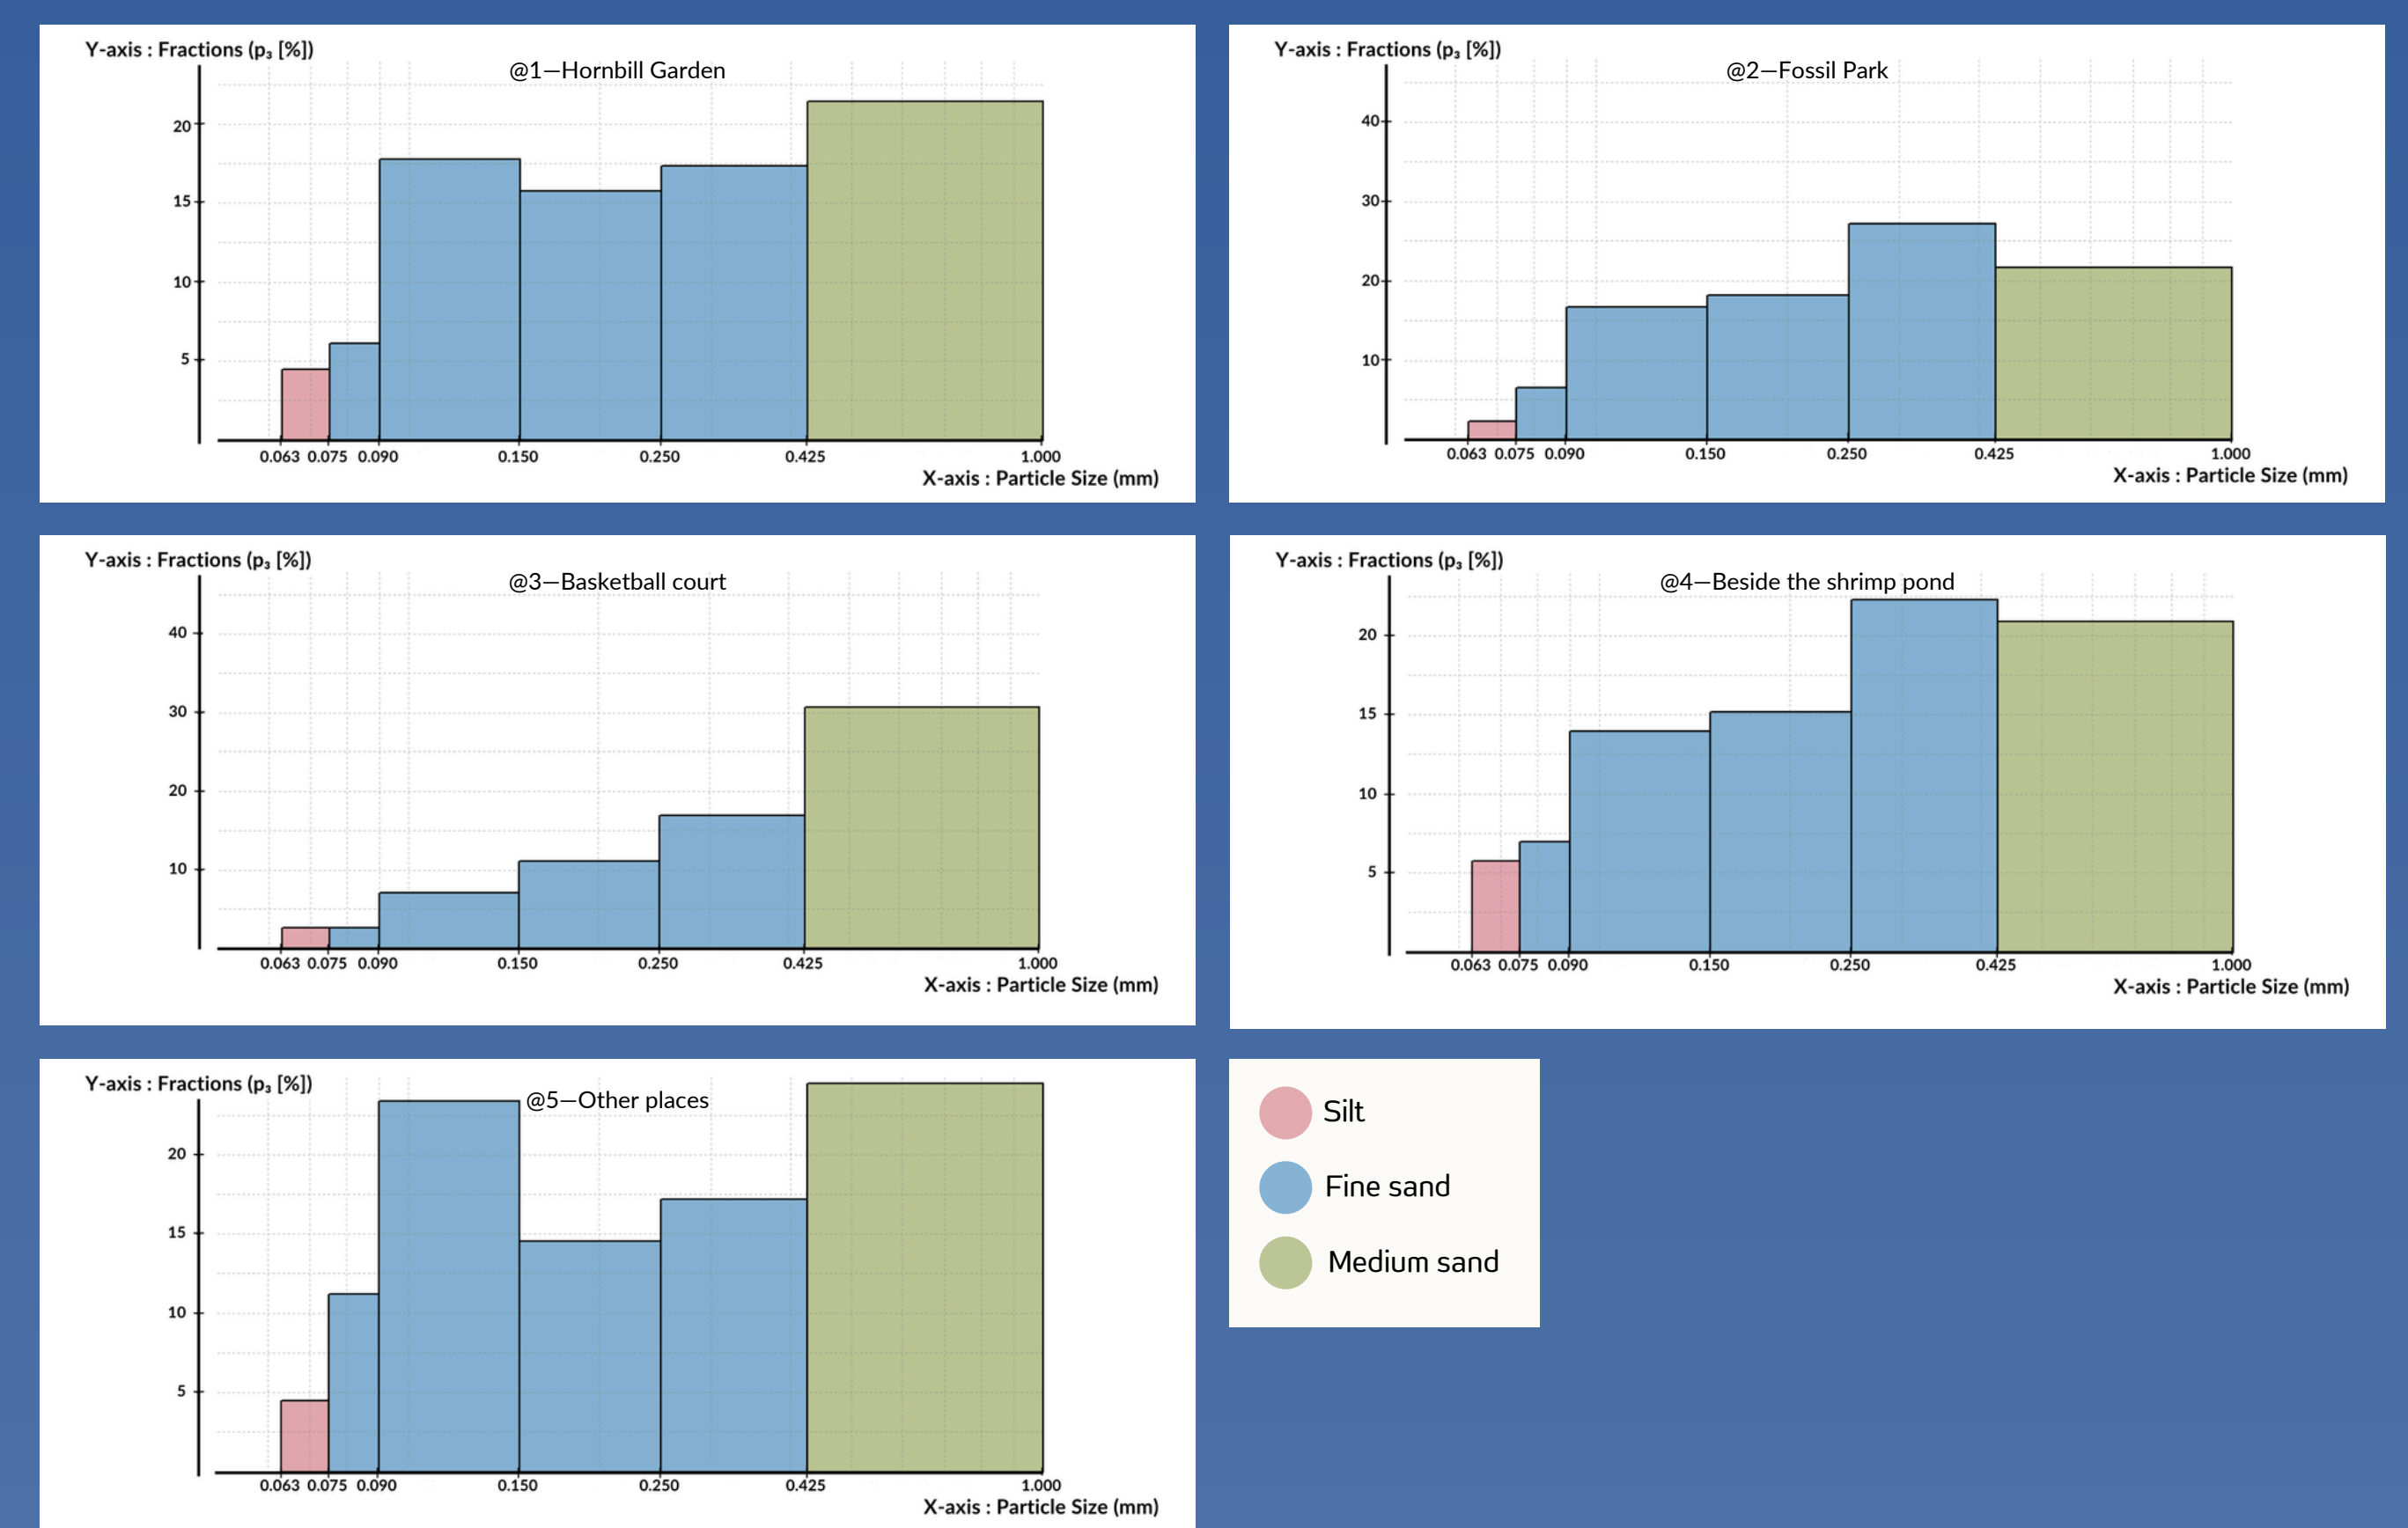 Y-axis : Fractions (p₃ [%])
@1—Hornbill Garden
20
15
10
5
0.063 0.075 0.090 0.150 0.250 0.425 1.000
X-axis : Particle Size (mm)
Y-axis : Fractions (p₃ [%])
@2—Fossil Park
40
30
20
10
0.063 0.075 0.090 0.150 0.250 0.425 1.000
X-axis : Particle Size (mm)
Y-axis : Fractions (p₃ [%])
@3—Basketball court
40
30
20
10
0.063 0.075 0.090 0.150 0.250 0.425 1.000
X-axis : Particle Size (mm)
Y-axis : Fractions (p₃ [%])
@4—Beside the shrimp pond
20
15
10
5
0.063 0.075 0.090 0.150 0.250 0.425 1.000
X-axis : Particle Size (mm)
Y-axis : Fractions (p₃ [%])
@5—Other places
20
15
10
5
0.063 0.075 0.090 0.150 0.250 0.425 1.000
X-axis : Particle Size (mm)
Silt
Fine sand
Medium sand